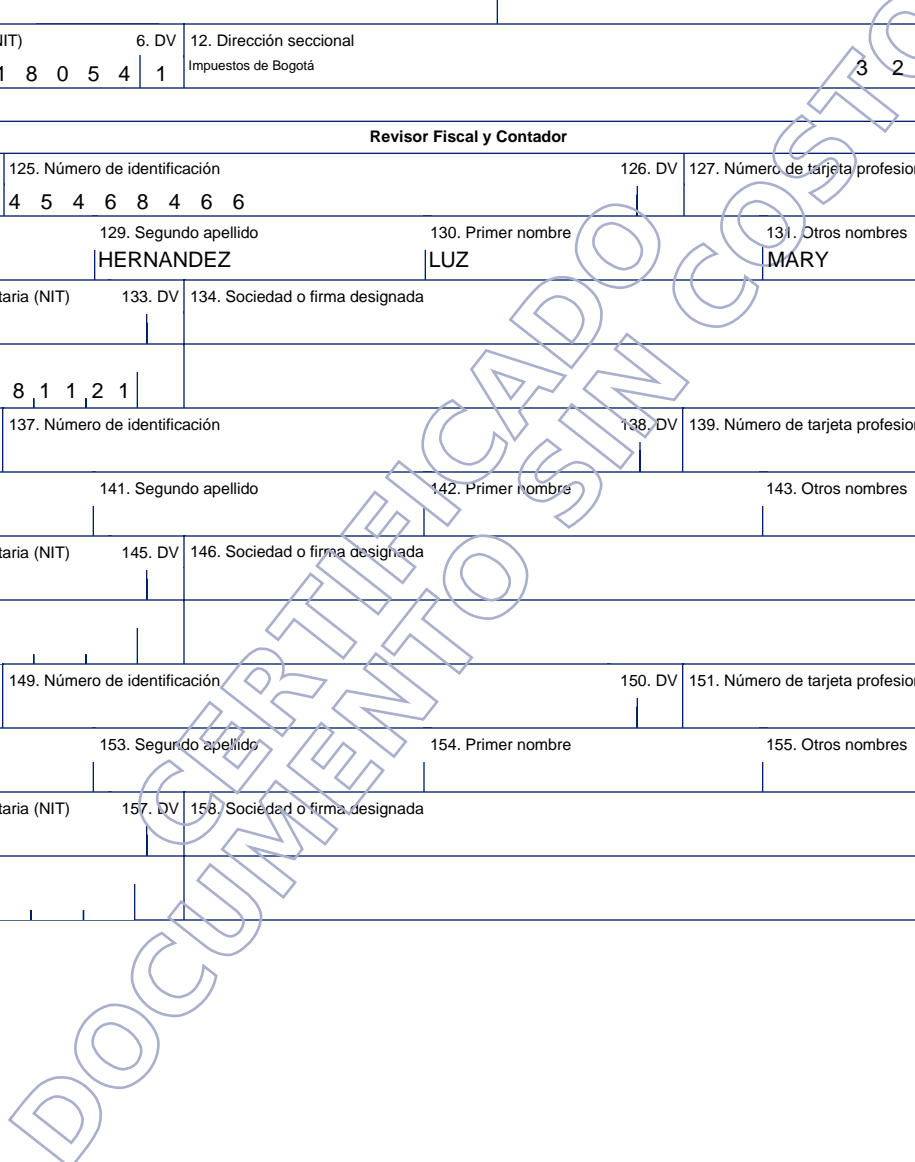 NIT) 6. DV 12. Dirección seccional
1 8 0 5 4 1 Impuestos de Bogotá 3 2
Revisor Fiscal y Contador
125. Número de identificación 126. DV 127. Número de tarjeta profesion
4 5 4 6 8 4 6 6
129. Segundo apellido 130. Primer nombre 131. Otros nombres
HERNANDEZ LUZ MARY
taria (NIT) 133. DV 134. Sociedad o firma designada
8 1 1 2 1
137. Número de identificación 138. DV 139. Número de tarjeta profesion
141. Segundo apellido 142. Primer nombre 143. Otros nombres
taria (NIT) 145. DV 146. Sociedad o firma designada
149. Número de identificación 150. DV 151. Número de tarjeta profesion
153. Segundo apellido 154. Primer nombre 155. Otros nombres
taria (NIT) 157. DV 158. Sociedad o firma designada
CERTIFICADO
DOCUMENTO SIN COSTO